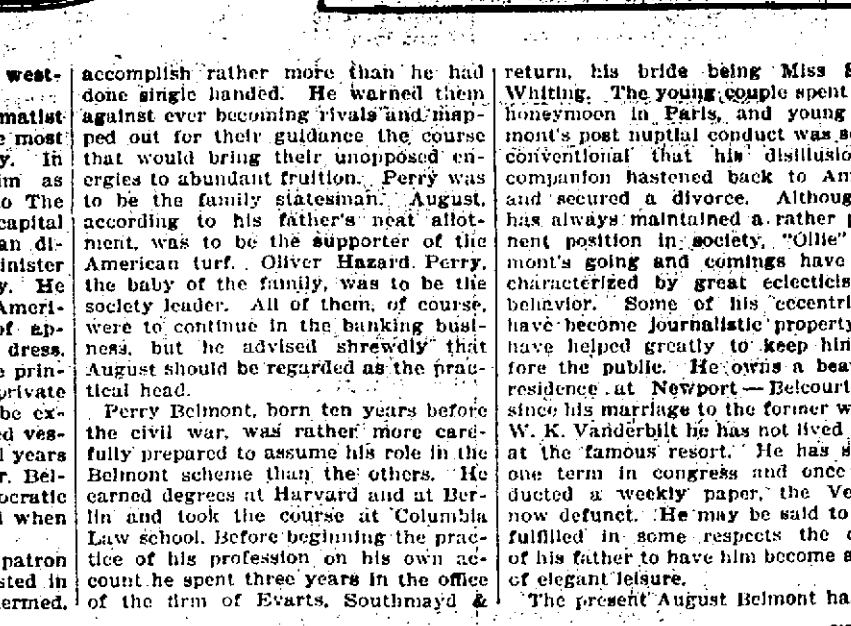 west-
matist
most
y. In
im as
o The
capital
an di-
inister
y. He
Ameri-
of ap-
dress,
prin-
private
be ex-
ed ves-
years
r. Bel-
ocratic
when
patron
sted in
ermed,
accomplish rather more than he had
done single handed. He warned them
against ever becoming rivals and map-
ped out for their guidance the course
that would bring their unopposed en-
ergies to abundant fruition. Perry was
to be the family statesman. August,
according to his father's neat allot-
ment, was to be the supporter of the
American turf. Oliver Hazard Perry,
the baby of the family, was to be the
society leader. All of them, of course,
were to continue in the banking busi-
ness, but he advised shrewdly that
August should be regarded as the prac-
tical head.
Perry Belmont, born ten years before
the civil war, was rather more care-
fully prepared to assume his role in the
Belmont scheme than the others. He
earned degrees at Harvard and at Ber-
lin and took the course at Columbia
Law school. Before beginning the prac-
tice of his profession on his own ac-
count he spent three years in the office
of the firm of Evarts, Southmayd &
return, his bride being Miss
Whiting. The young couple spent
honeymoon in Paris, and young
mont's post nuptial conduct was
conventional that his disillusio
companion hastened back to Am
and secured a divorce. Althoug
has always maintained a rather
nent position in society, "Ollie"
mont's going and comings have
characterized by great eclecticis
behavior. Some of his eccentri
have become journalistic property
have helped greatly to keep him
fore the public. He owns a bea
residence at Newport—Belcourt
since his marriage to the former
W. K. Vanderbilt he has not lived
at the famous resort. He has
one term in congress and once
ducted a weekly paper, the Ve
now defunct. He may be said to
fulfilled in some respects the
of his father to have him become a
of elegant leisure.
The present August Belmont ha